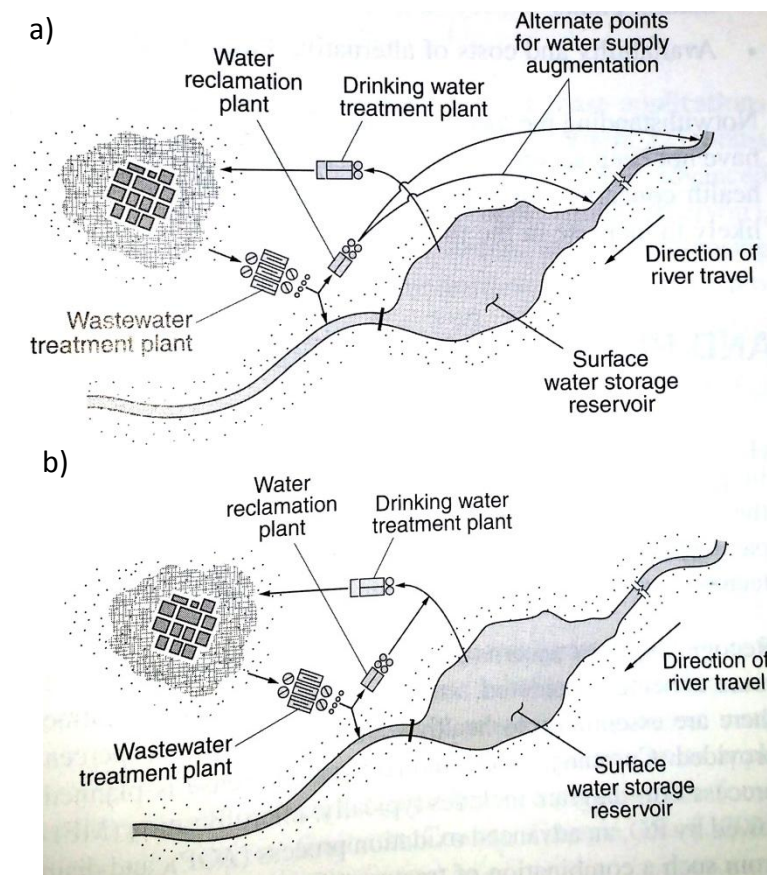 a)
Alternate points
for water supply
augmentation
Water
reclamation
plant
Drinking water
treatment plant
Direction of
river travel
Wastewater
treatment plant
Surface
water storage
reservoir
b)
Water
reclamation
plant
Drinking water
treatment plant
Direction of
river travel
Wastewater
treatment plant
Surface
water storage
reservoir